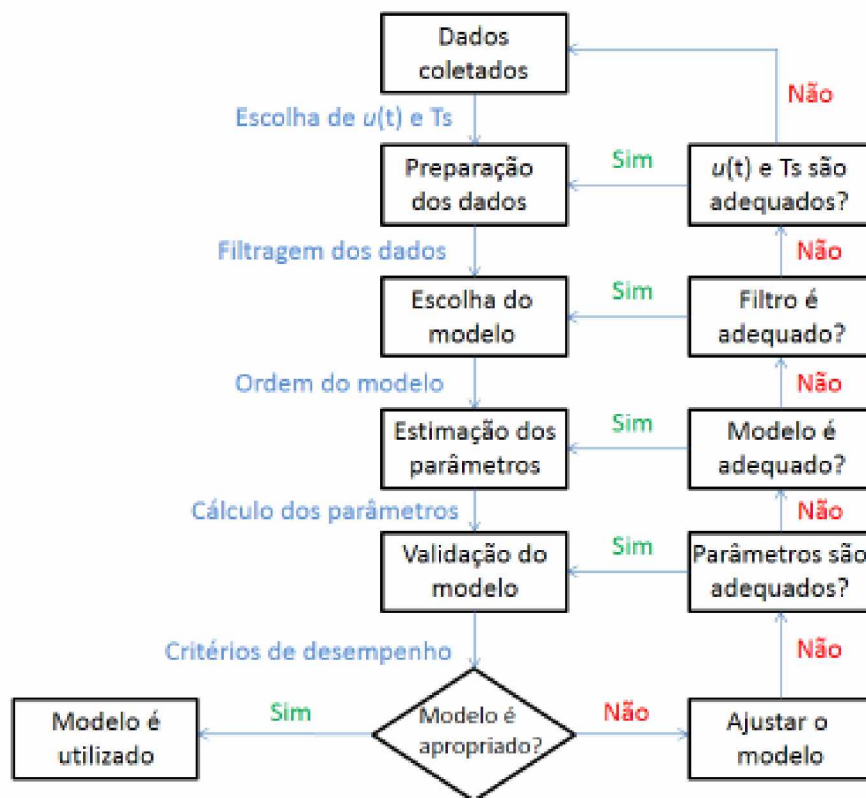 Dados
coletados
Não
Escolha de u(t) e Ts
Preparação
dos dados
Sim
u(t) e Ts são
adequados?
Filtragem dos dados
Não
Escolha do
modelo
Sim
Filtro é
adequado?
Ordem do modelo
Não
Estimação dos
parâmetros
Sim
Modelo é
adequado?
Cálculo dos parâmetros
Não
Validação do
modelo
Sim
Parâmetros são
adequados?
Critérios de desempenho
Não
Modelo é
utilizado
Sim
Modelo é
apropriado?
Não
Ajustar o
modelo